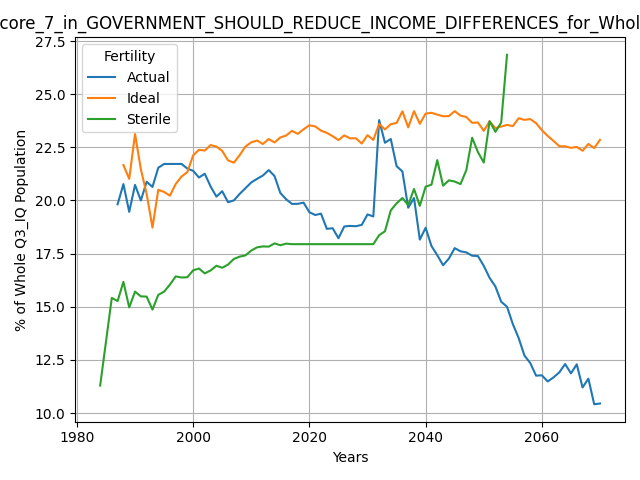 core_7_in_GOVERNMENT_SHOULD_REDUCE_INCOME_DIFFERENCES_for_Whol
27.5
25.0
22.5
20.0
17.5
15.0
12.5
10.0
% of Whole Q3_IQ Population
Fertility
Actual
Ideal
Sterile
1980
2000
2020
2040
2060
Years